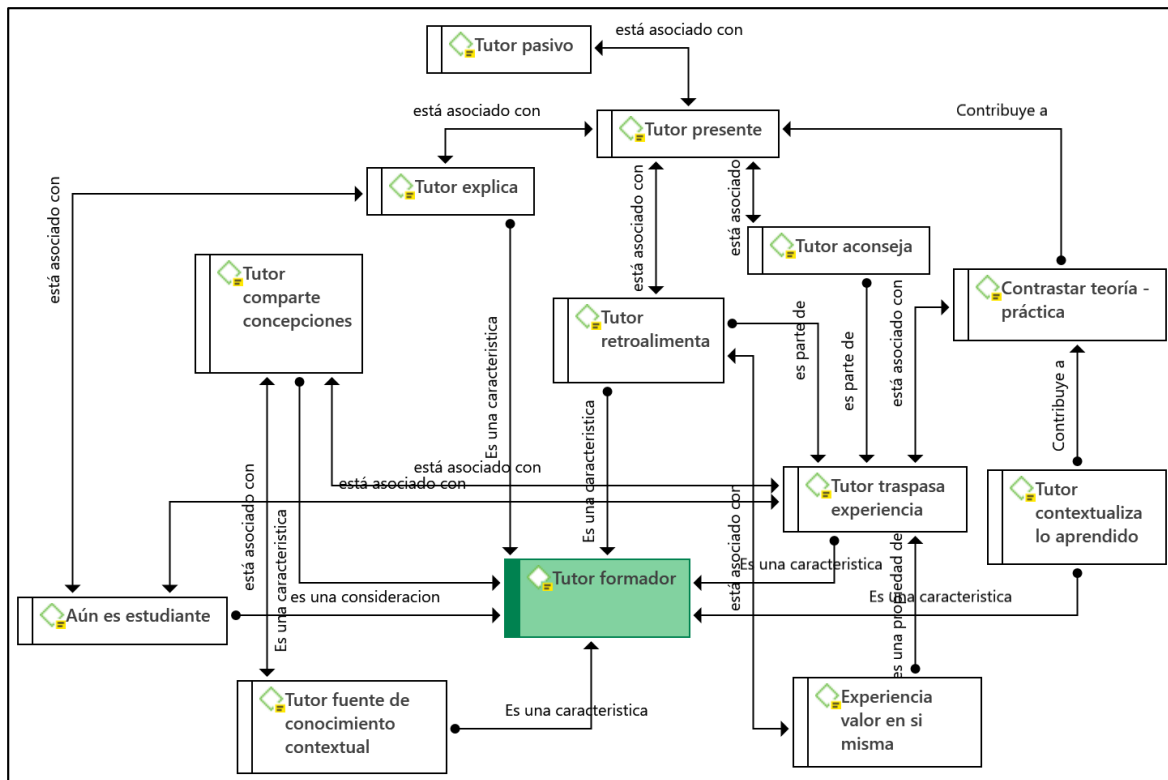 está asociado con
Tutor pasivo
Contribuye a
está asociado con
Tutor presente
está asociado con
está asociado
Tutor explica
está asociado con
Tutor aconseja
Tutor
comparte
concepciones
Contrastar teoría -
práctica
Tutor
retroalimenta
es parte de
es parte de
está asociado con
Es una caracteristica
Contribuye a
Es una caracteristica
está asociado con
está asociado con
Tutor traspasa
experiencia
Tutor
contextualiza
lo aprendido
está asociado con
Es una caracteristica
está asociado con
Tutor formador
Es una caracteristica
es una consideracion
Es una caracteristica
Aún es estudiante
es una propiedad de
Tutor fuente de
conocimiento
contextual
Es una caracteristica
Experiencia
valor en si
misma